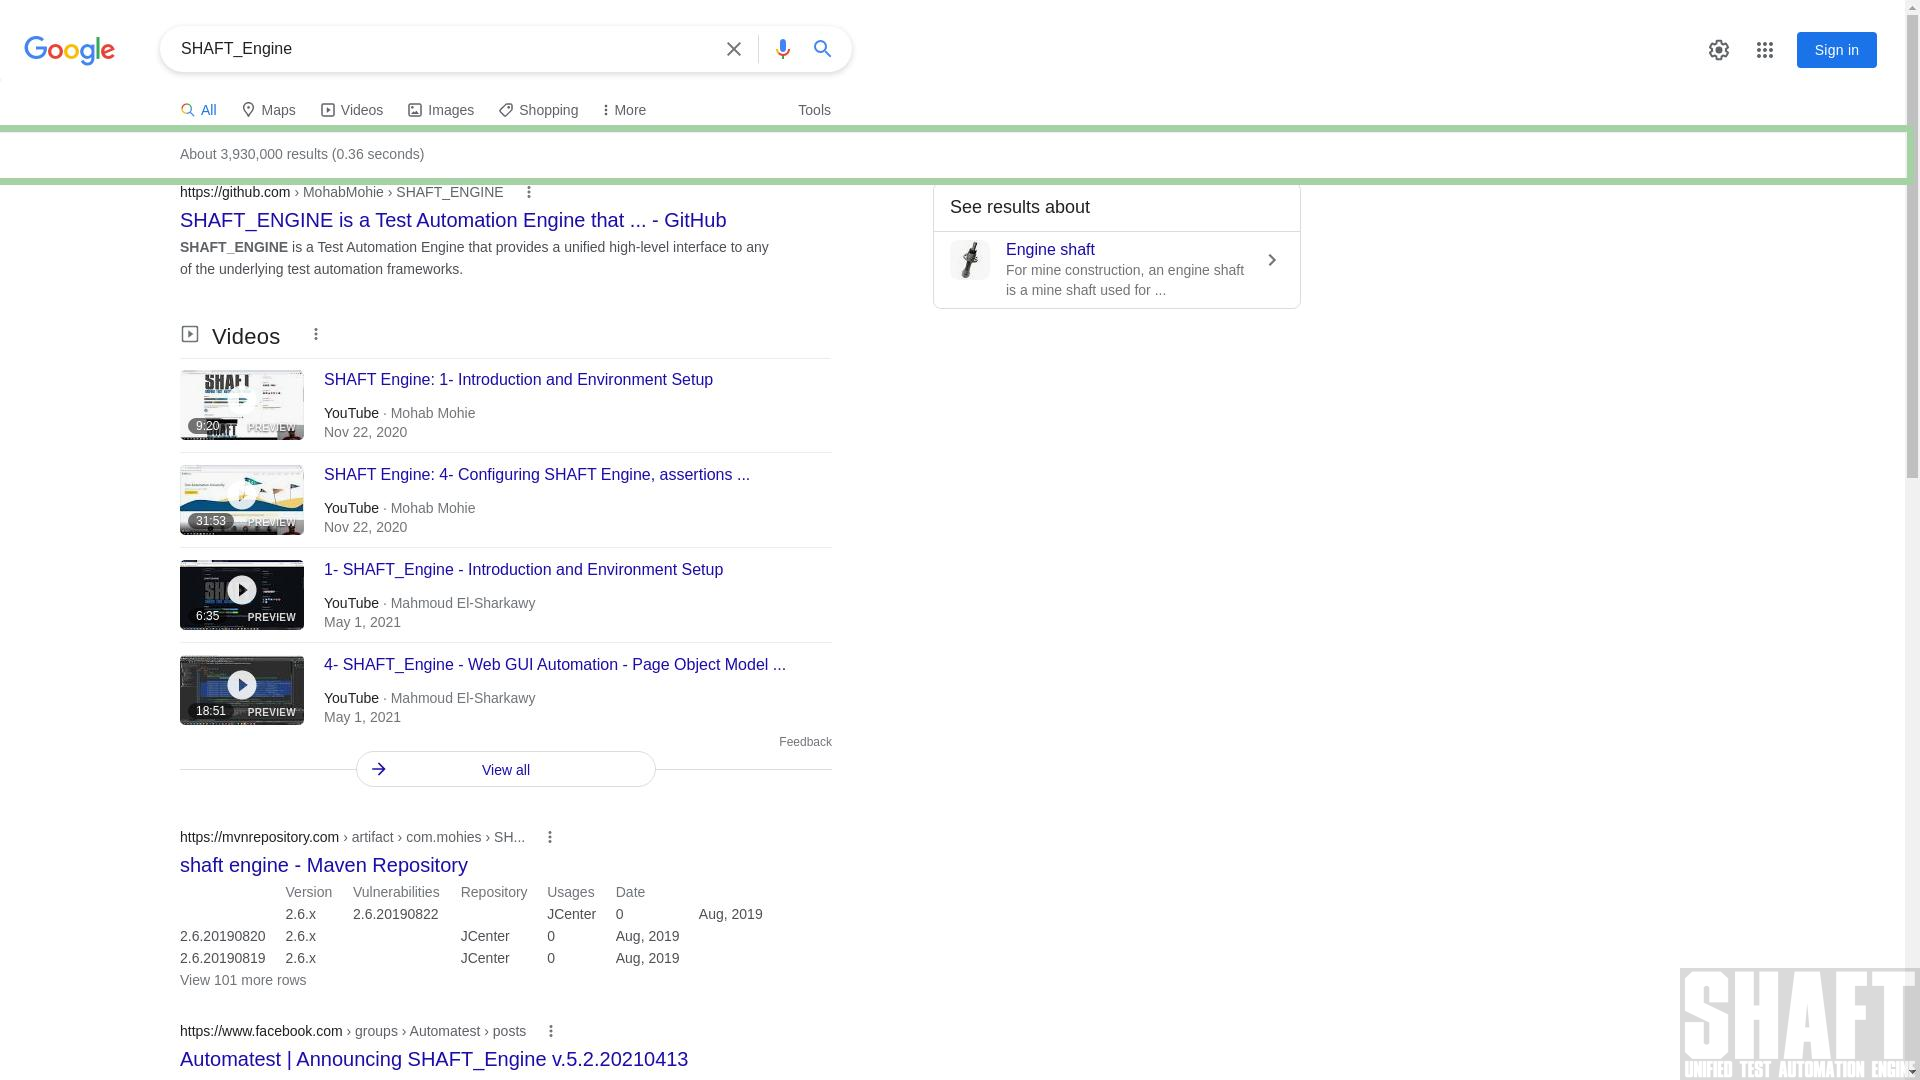 Google
SHAFT_Engine
Sign in
All
Maps
Videos
Images
Shopping
More
Tools
About 3,930,000 results (0.36 seconds)
https://github.com › MohabMohie › SHAFT_ENGINE
SHAFT_ENGINE is a Test Automation Engine that ... - GitHub
SHAFT_ENGINE is a Test Automation Engine that provides a unified high-level interface to any
of the underlying test automation frameworks.
See results about
Engine shaft
For mine construction, an engine shaft
is a mine shaft used for ...
Videos
SHAFT Engine: 1- Introduction and Environment Setup
9:20
PREVIEW
YouTube · Mohab Mohie
Nov 22, 2020
SHAFT Engine: 4- Configuring SHAFT Engine, assertions ...
31:53
PREVIEW
YouTube · Mohab Mohie
Nov 22, 2020
1- SHAFT_Engine - Introduction and Environment Setup
6:35
PREVIEW
YouTube · Mahmoud El-Sharkawy
May 1, 2021
4- SHAFT_Engine - Web GUI Automation - Page Object Model ...
18:51
PREVIEW
YouTube · Mahmoud El-Sharkawy
May 1, 2021
Feedback
View all
https://mvnrepository.com › artifact › com.mohies › SH...
shaft engine - Maven Repository
Version Vulnerabilities Repository Usages Date
2.6.x 2.6.20190822 JCenter 0 Aug, 2019
2.6.20190820 2.6.x JCenter 0 Aug, 2019
2.6.20190819 2.6.x JCenter 0 Aug, 2019
View 101 more rows
https://www.facebook.com › groups › Automatest › posts
Automatest | Announcing SHAFT_Engine v.5.2.20210413
SHAFT
UNIFIED TEST AUTOMATION ENGINE